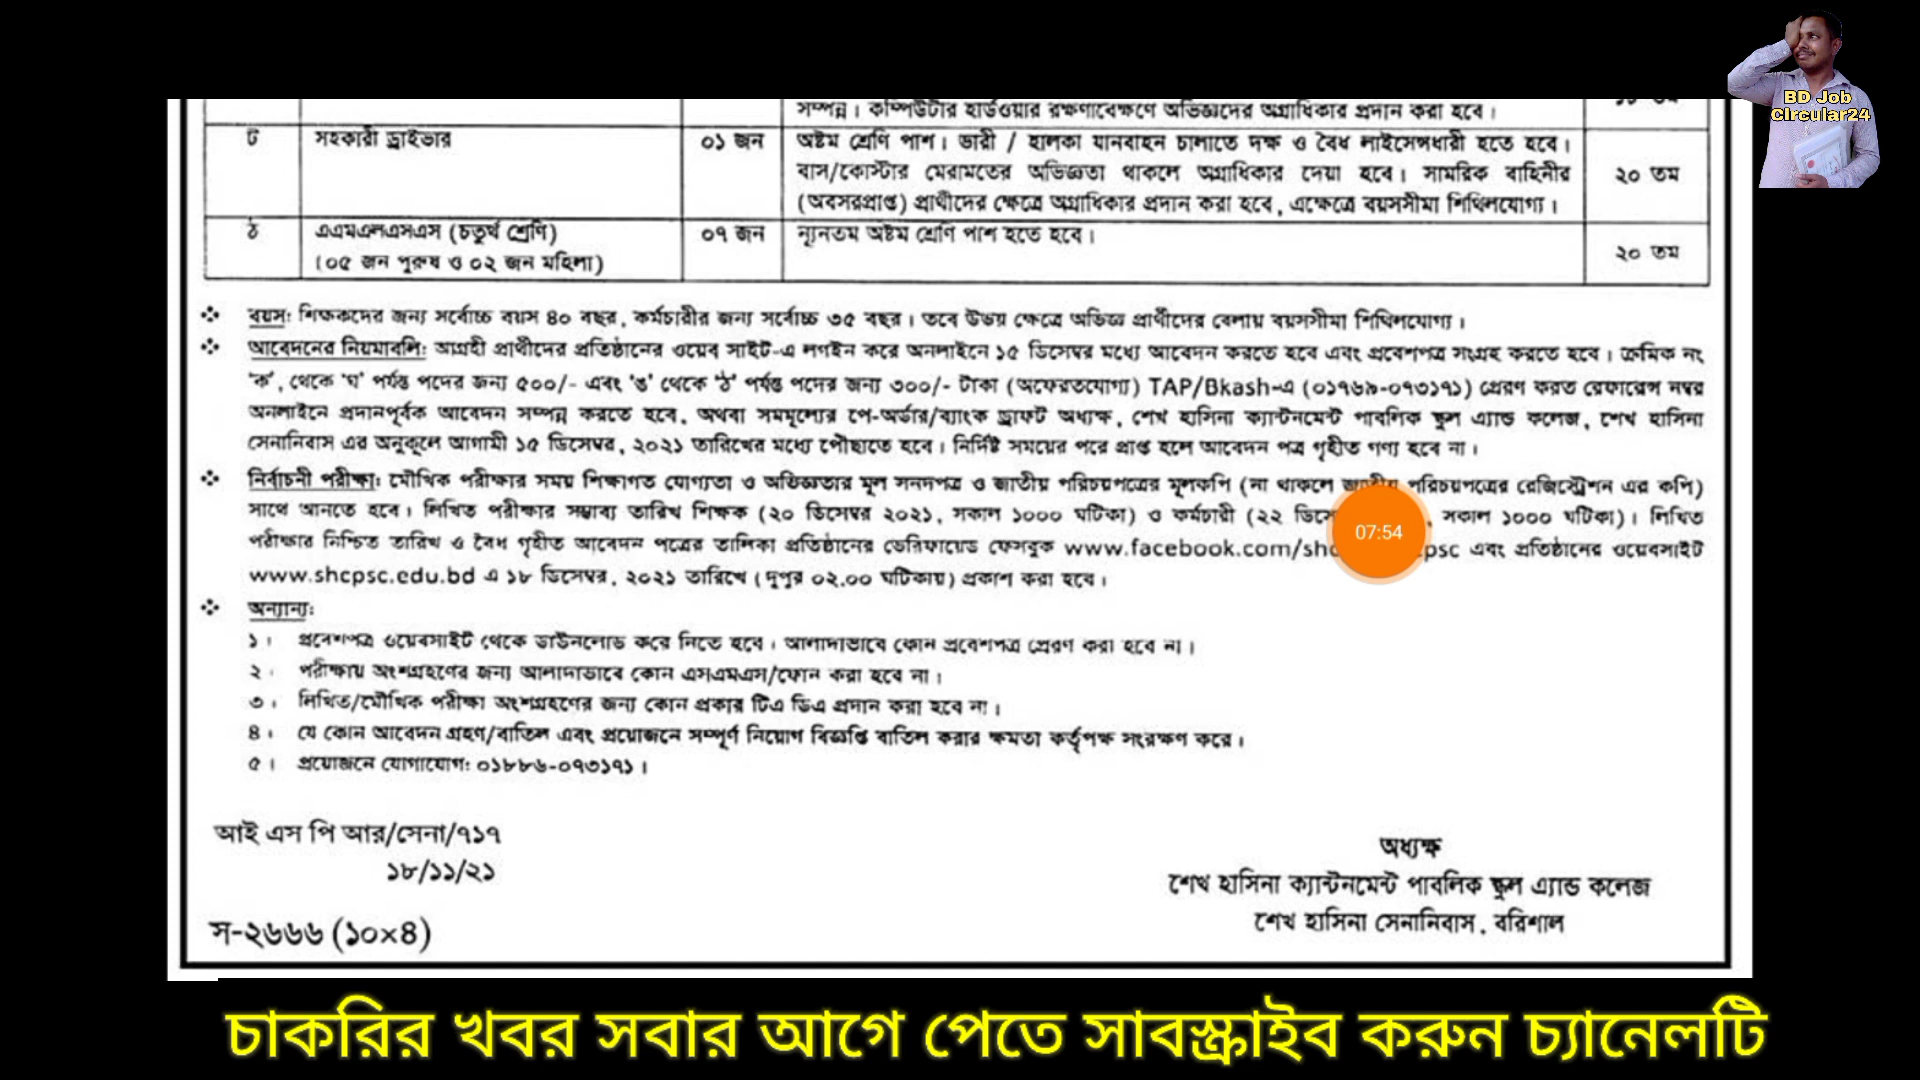 সম্পন্ন। কম্পিউটার হার্ডওয়ার রক্ষণাবেক্ষণে অভিজ্ঞদের অগ্রাধিকার প্রদান করা হবে।
ট সহকারী ড্রাইভার ০১ জন অষ্টম শ্রেণি পাশ। ভারী / হালকা যানবাহন চালাতে দক্ষ ও বৈধ লাইসেন্সধারী হতে হবে।
বাস/কোস্টার মেরামতের অভিজ্ঞতা থাকলে অগ্রাধিকার দেয়া হবে। সামরিক বাহিনীর ২০ তম
(অবসরপ্রাপ্ত) প্রার্থীদের ক্ষেত্রে অগ্রাধিকার প্রদান করা হবে, এক্ষেত্রে বয়সসীমা শিথিলযোগ্য।
ঠ এএমএলএসএস (চতুর্থ শ্রেণি) ০৭ জন ন্যূনতম অষ্টম শ্রেণি পাশ হতে হবে।
(০৫ জন পুরুষ ও ০২ জন মহিলা) ২০ তম
বয়স: শিক্ষকদের জন্য সর্বোচ্চ বয়স ৪০ বছর, কর্মচারীর জন্য সর্বোচ্চ ৩৫ বছর। তবে উভয় ক্ষেত্রে অভিজ্ঞ প্রার্থীদের বেলায় বয়সসীমা শিথিলযোগ্য।
আবেদনের নিয়মাবলি: আগ্রহী প্রার্থীদের প্রতিষ্ঠানের ওয়েব সাইট-এ লগইন করে অনলাইনে ১৫ ডিসেম্বর মধ্যে আবেদন করতে হবে এবং প্রবেশপত্র সংগ্রহ করতে হবে। ক্রমিক নং
'ক', থেকে 'ঘ' পর্যন্ত পদের জন্য ৫০০/- এবং 'ঙ' থেকে 'ঠ' পর্যন্ত পদের জন্য ৩০০/- টাকা (অফেরতযোগ্য) TAP/Bkash-এ (০১৭৬৯-০৭৩১৭১) প্রেরণ করত রেফারেন্স নম্বর
অনলাইনে প্রদানপূর্বক আবেদন সম্পন্ন করতে হবে, অথবা সমমূল্যের পে-অর্ডার/ব্যাংক ড্রাফট অধ্যক্ষ, শেখ হাসিনা ক্যান্টনমেন্ট পাবলিক স্কুল এ্যান্ড কলেজ, শেখ হাসিনা
সেনানিবাস এর অনুকূলে আগামী ১৫ ডিসেম্বর, ২০২১ তারিখের মধ্যে পৌছাতে হবে। নির্দিষ্ট সময়ের পরে প্রাপ্ত হলে আবেদন পত্র গৃহীত গণ্য হবে না।
নির্বাচনী পরীক্ষা: মৌখিক পরীক্ষার সময় শিক্ষাগত যোগ্যতা ও অভিজ্ঞতার মূল সনদপত্র ও জাতীয় পরিচয়পত্রের মূলকপি (না থাকলে জাতীয় পরিচয়পত্রের রেজিস্ট্রেশন এর কপি)
সাথে আনতে হবে। লিখিত পরীক্ষার সম্ভাব্য তারিখ শিক্ষক (২০ ডিসেম্বর ২০২১, সকাল ১০০০ ঘটিকা) ও কর্মচারী (২২ , সকাল ১০০০ ঘটিকা)। লিখিত
07:54
পরীক্ষার নিশ্চিত তারিখ ও বৈধ গৃহীত আবেদন পত্রের তালিকা প্রতিষ্ঠানের ভেরিফায়েড ফেসবুক www.facebook.com/shc psc এবং প্রতিষ্ঠানের ওয়েবসাইট
www.shcpsc.edu.bd এ ১৮ ডিসেম্বর, ২০২১ তারিখে (দুপুর ০২.০০ ঘটিকায়) প্রকাশ করা হবে।
অন্যান্য:
১। প্রবেশপত্র ওয়েবসাইট থেকে ডাউনলোড করে নিতে হবে। আলাদাভাবে কোন প্রবেশপত্র প্রেরণ করা হবে না।
২। পরীক্ষায় অংশগ্রহণের জন্য আলাদাভাবে কোন এসএমএস/ফোন করা হবে না।
৩। লিখিত/মৌখিক পরীক্ষা অংশগ্রহণের জন্য কোন প্রকার টিএ ডিএ প্রদান করা হবে না।
৪। যে কোন আবেদন গ্রহণ/বাতিল এবং প্রয়োজনে সম্পূর্ণ নিয়োগ বিজ্ঞপ্তি বাতিল করার ক্ষমতা কর্তৃপক্ষ সংরক্ষণ করে।
৫। প্রয়োজনে যোগাযোগ: ০১৮৮৬-০৭৩১৭১।
আই এস পি আর/সেনা/৭১৭
১৮/১১/২১
স-২৬৬৬ (১০×৪)
অধ্যক্ষ
শেখ হাসিনা ক্যান্টনমেন্ট পাবলিক স্কুল এ্যান্ড কলেজ
শেখ হাসিনা সেনানিবাস, বরিশাল
BD Job
CIrcular24
চাকরির খবর সবার আগে পেতে সাবস্ক্রাইব করুন চ্যানেলটি